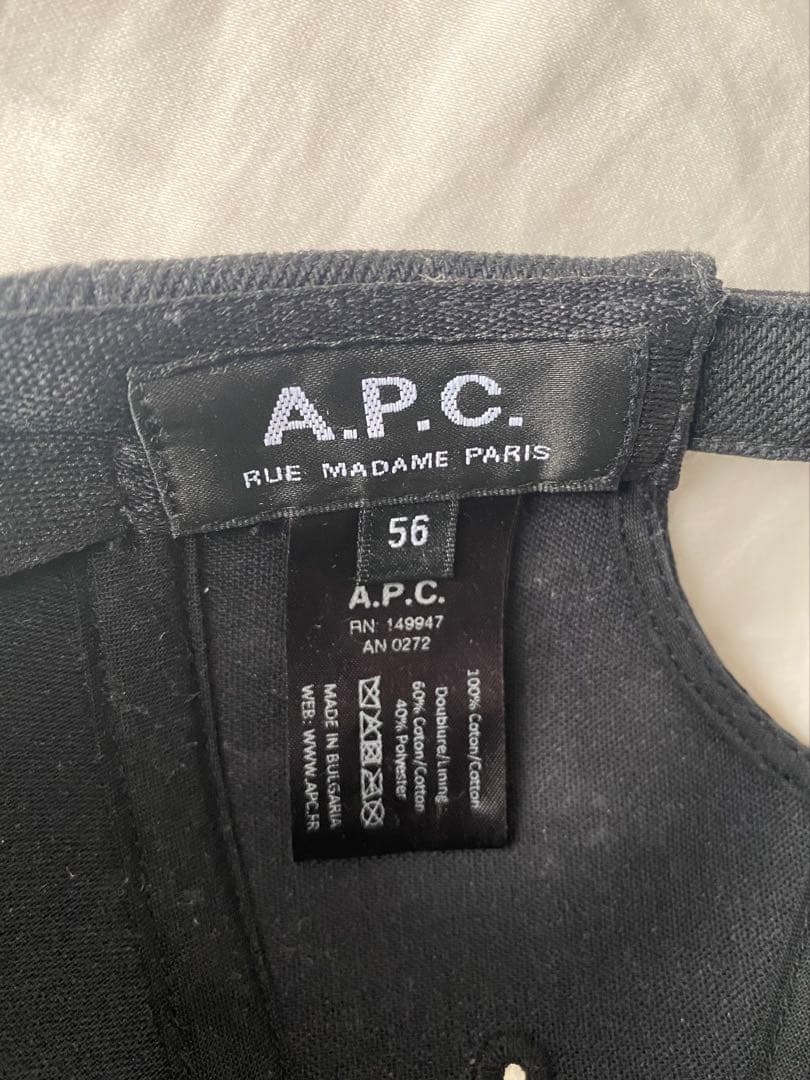 A.P.C.
RUE MADAME PARIS
56
A.P.C.
RN: 149947
AN 0272
100% Coton/Cotton
Doublure/Lining
60% Coton/Cotton
40% Polyester
MADE IN BULGARIA
WEB: WWW.APC.FR